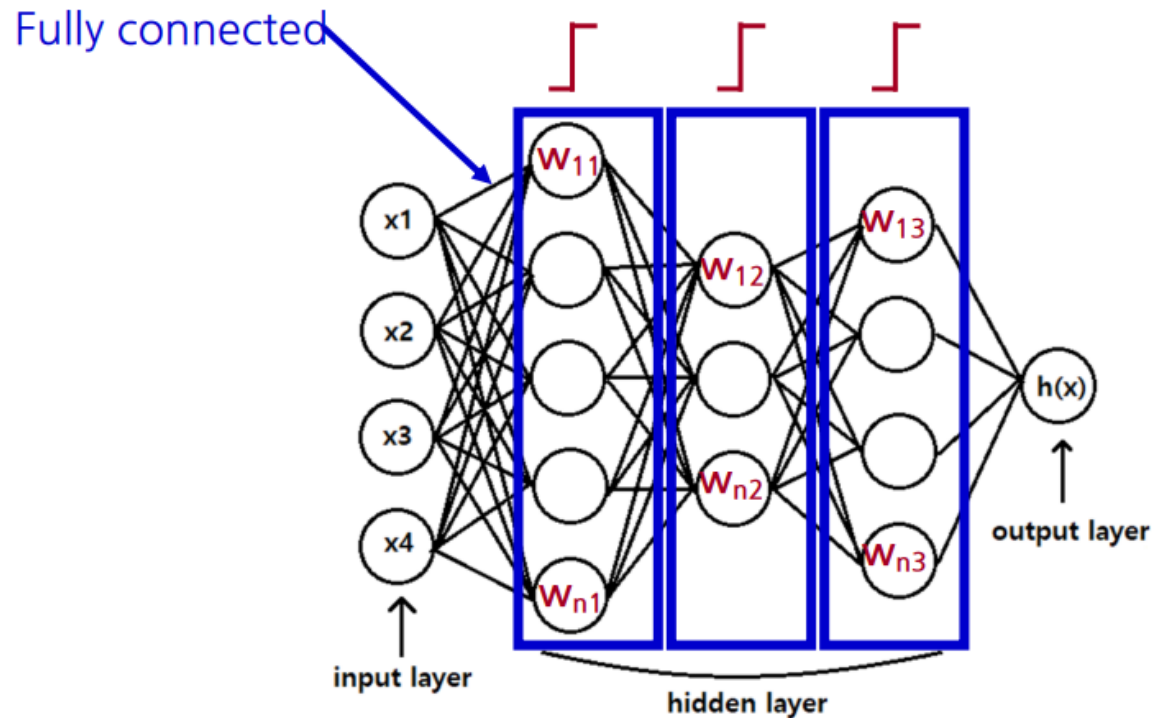 Fully connected
W11
x1
W13
x2
W12
h(x)
x3
Wn2
x4
output layer
Wn3
Wn1
input layer
hidden layer